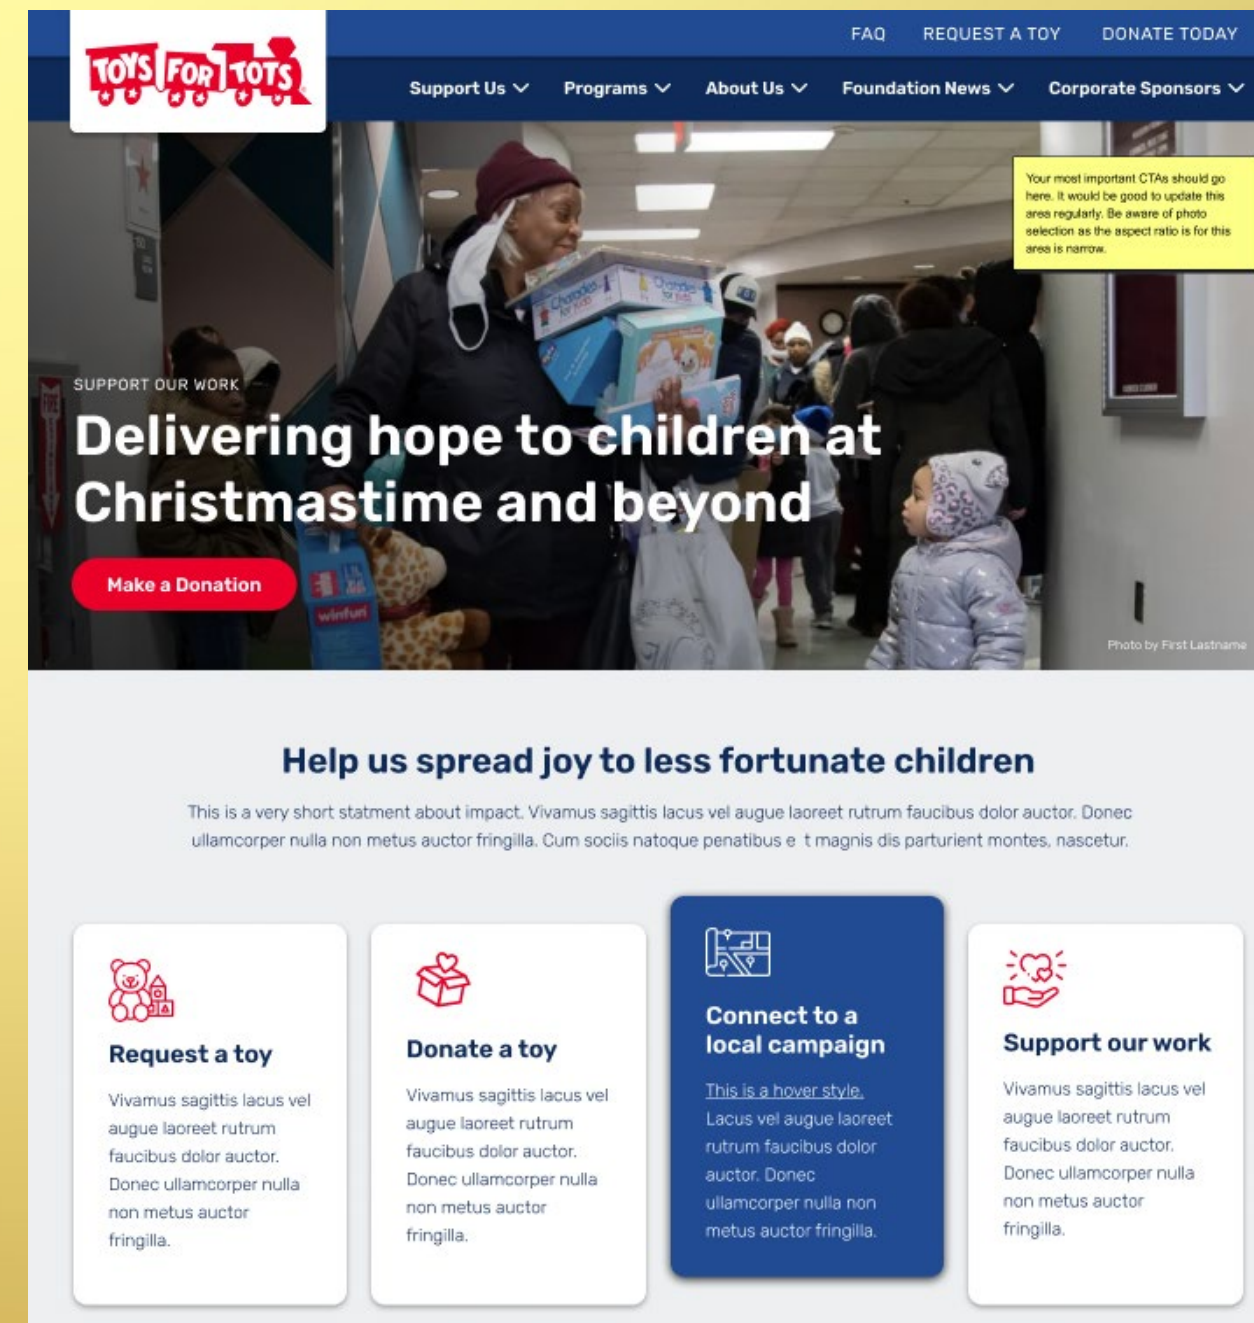 FAQ REQUEST A TOY DONATE TODAY
TOYS FOR TOTS
Support Us Programs About Us Foundation News Corporate Sponsors
Your most important CTAs should go
here. It would be good to update this
area regularly. Be aware of photo
selection as the aspect ratio is for this
area is narrow.
Charades
for Kids
FIRE
SUPPORT OUR WORK
Delivering hope to children at
Christmastime and beyond
Make a Donation
winfun
Photo by First Lastname
Help us spread joy to less fortunate children
This is a very short statment about impact. Vivamus sagittis lacus vel augue laoreet rutrum faucibus dolor auctor. Donec
ullamcorper nulla non metus auctor fringilla. Cum sociis natoque penatibus e t magnis dis parturient montes, nascetur.
Request a toy
Vivamus sagittis lacus vel
augue laoreet rutrum
faucibus dolor auctor.
Donec ullamcorper nulla
non metus auctor
fringilla.
Donate a toy
Vivamus sagittis lacus vel
augue laoreet rutrum
faucibus dolor auctor.
Donec ullamcorper nulla
non metus auctor
fringilla.
Connect to a
local campaign
This is a hover style.
Lacus vel augue laoreet
rutrum faucibus dolor
auctor. Donec
ullamcorper nulla non
metus auctor fringilla.
Support our work
Vivamus sagittis lacus vel
augue laoreet rutrum
faucibus dolor auctor.
Donec ullamcorper nulla
non metus auctor
fringilla.